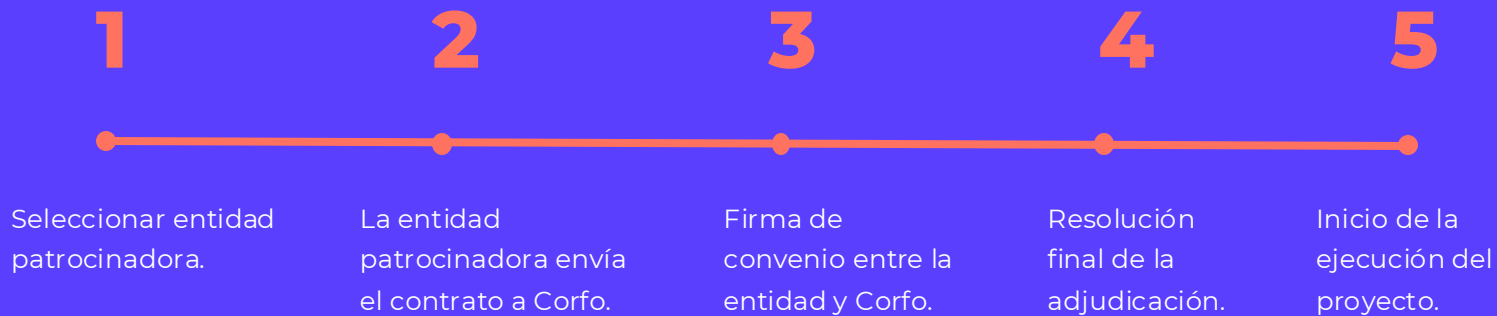 1
Seleccionar entidad
patrocinadora.
2
La entidad
patrocinadora envía
el contrato a Corfo.
3
Firma de
convenio entre la
entidad y Corfo.
4
Resolución
final de la
adjudicación.
5
Inicio de la
ejecución del
proyecto.